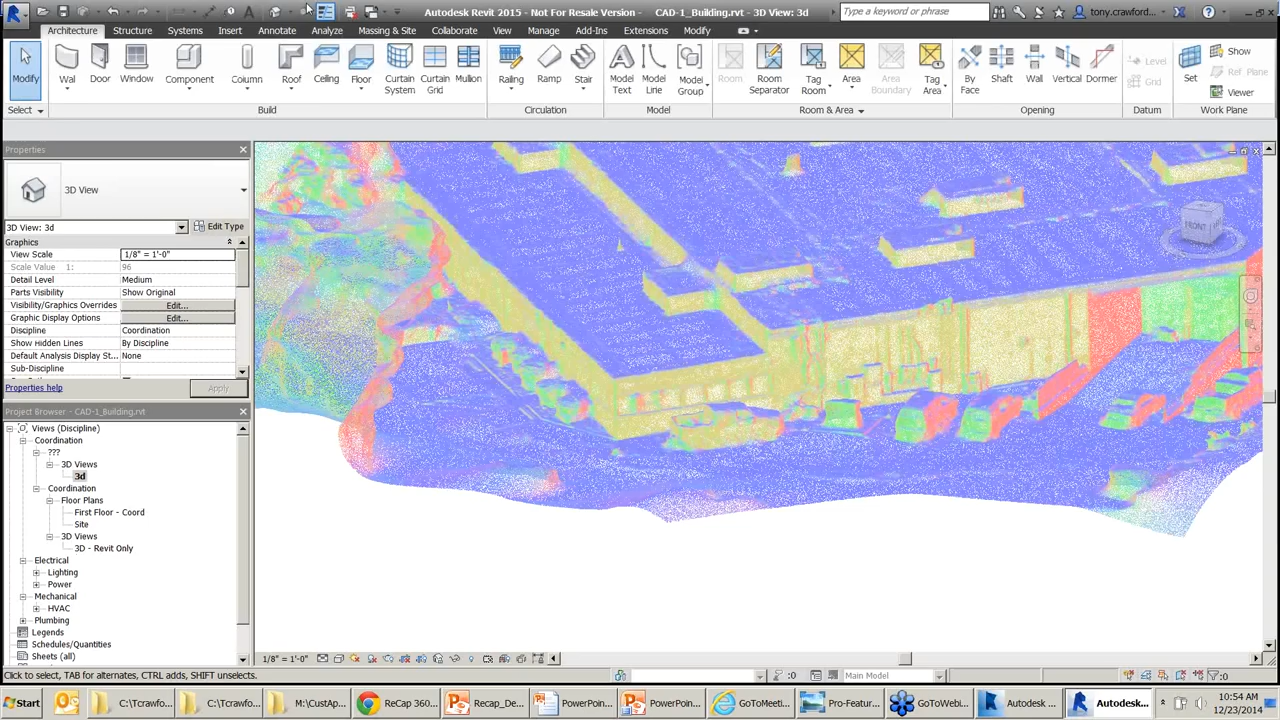 Autodesk Revit 2015 - Not For Resale Version - CAD-1_Building.rvt - 3D View: 3d
Type a keyword or phrase
tony.crawford...
Architecture Structure Systems Insert Annotate Analyze Massing & Site Collaborate View Manage Add-Ins Extensions Modify
Modify Wall Door Window Component Column Roof Ceiling Floor Curtain System Curtain Grid Mullion Railing Ramp Stair Model Text Model Line Model Group Room Room Separator Tag Room Area Area Boundary Tag Area By Face Shaft Wall Vertical Dormer Level Grid Set Show Ref Plane Viewer
Select Build Circulation Model Room & Area Opening Datum Work Plane
Properties
3D View
3D View: 3d Edit Type
Graphics
View Scale 1/8" = 1'-0"
Scale Value 1: 96
Detail Level Medium
Parts Visibility Show Original
Visibility/Graphics Overrides Edit...
Graphic Display Options Edit...
Discipline Coordination
Show Hidden Lines By Discipline
Default Analysis Display St... None
Sub-Discipline
Properties help Apply
Project Browser - CAD-1_Building.rvt
Views (Discipline)
Coordination
???
3D Views
3d
Coordination
Floor Plans
First Floor - Coord
Site
3D Views
3D - Revit Only
Electrical
Lighting
Power
Mechanical
HVAC
Plumbing
Legends
Schedules/Quantities
Sheets (all)
FRONT
1/8" = 1'-0"
Click to select, TAB for alternates, CTRL adds, SHIFT unselects.
:0 Main Model :0
Start C:\Tcrawfo... C:\Tcrawfo... M:\CustAp... ReCap 360... Recap_De... PowerPoin... PowerPoin... GoToMeeti... Pro-Featur... GoToWebi... Autodesk ... Autodesk...
10:54 AM
12/23/2014